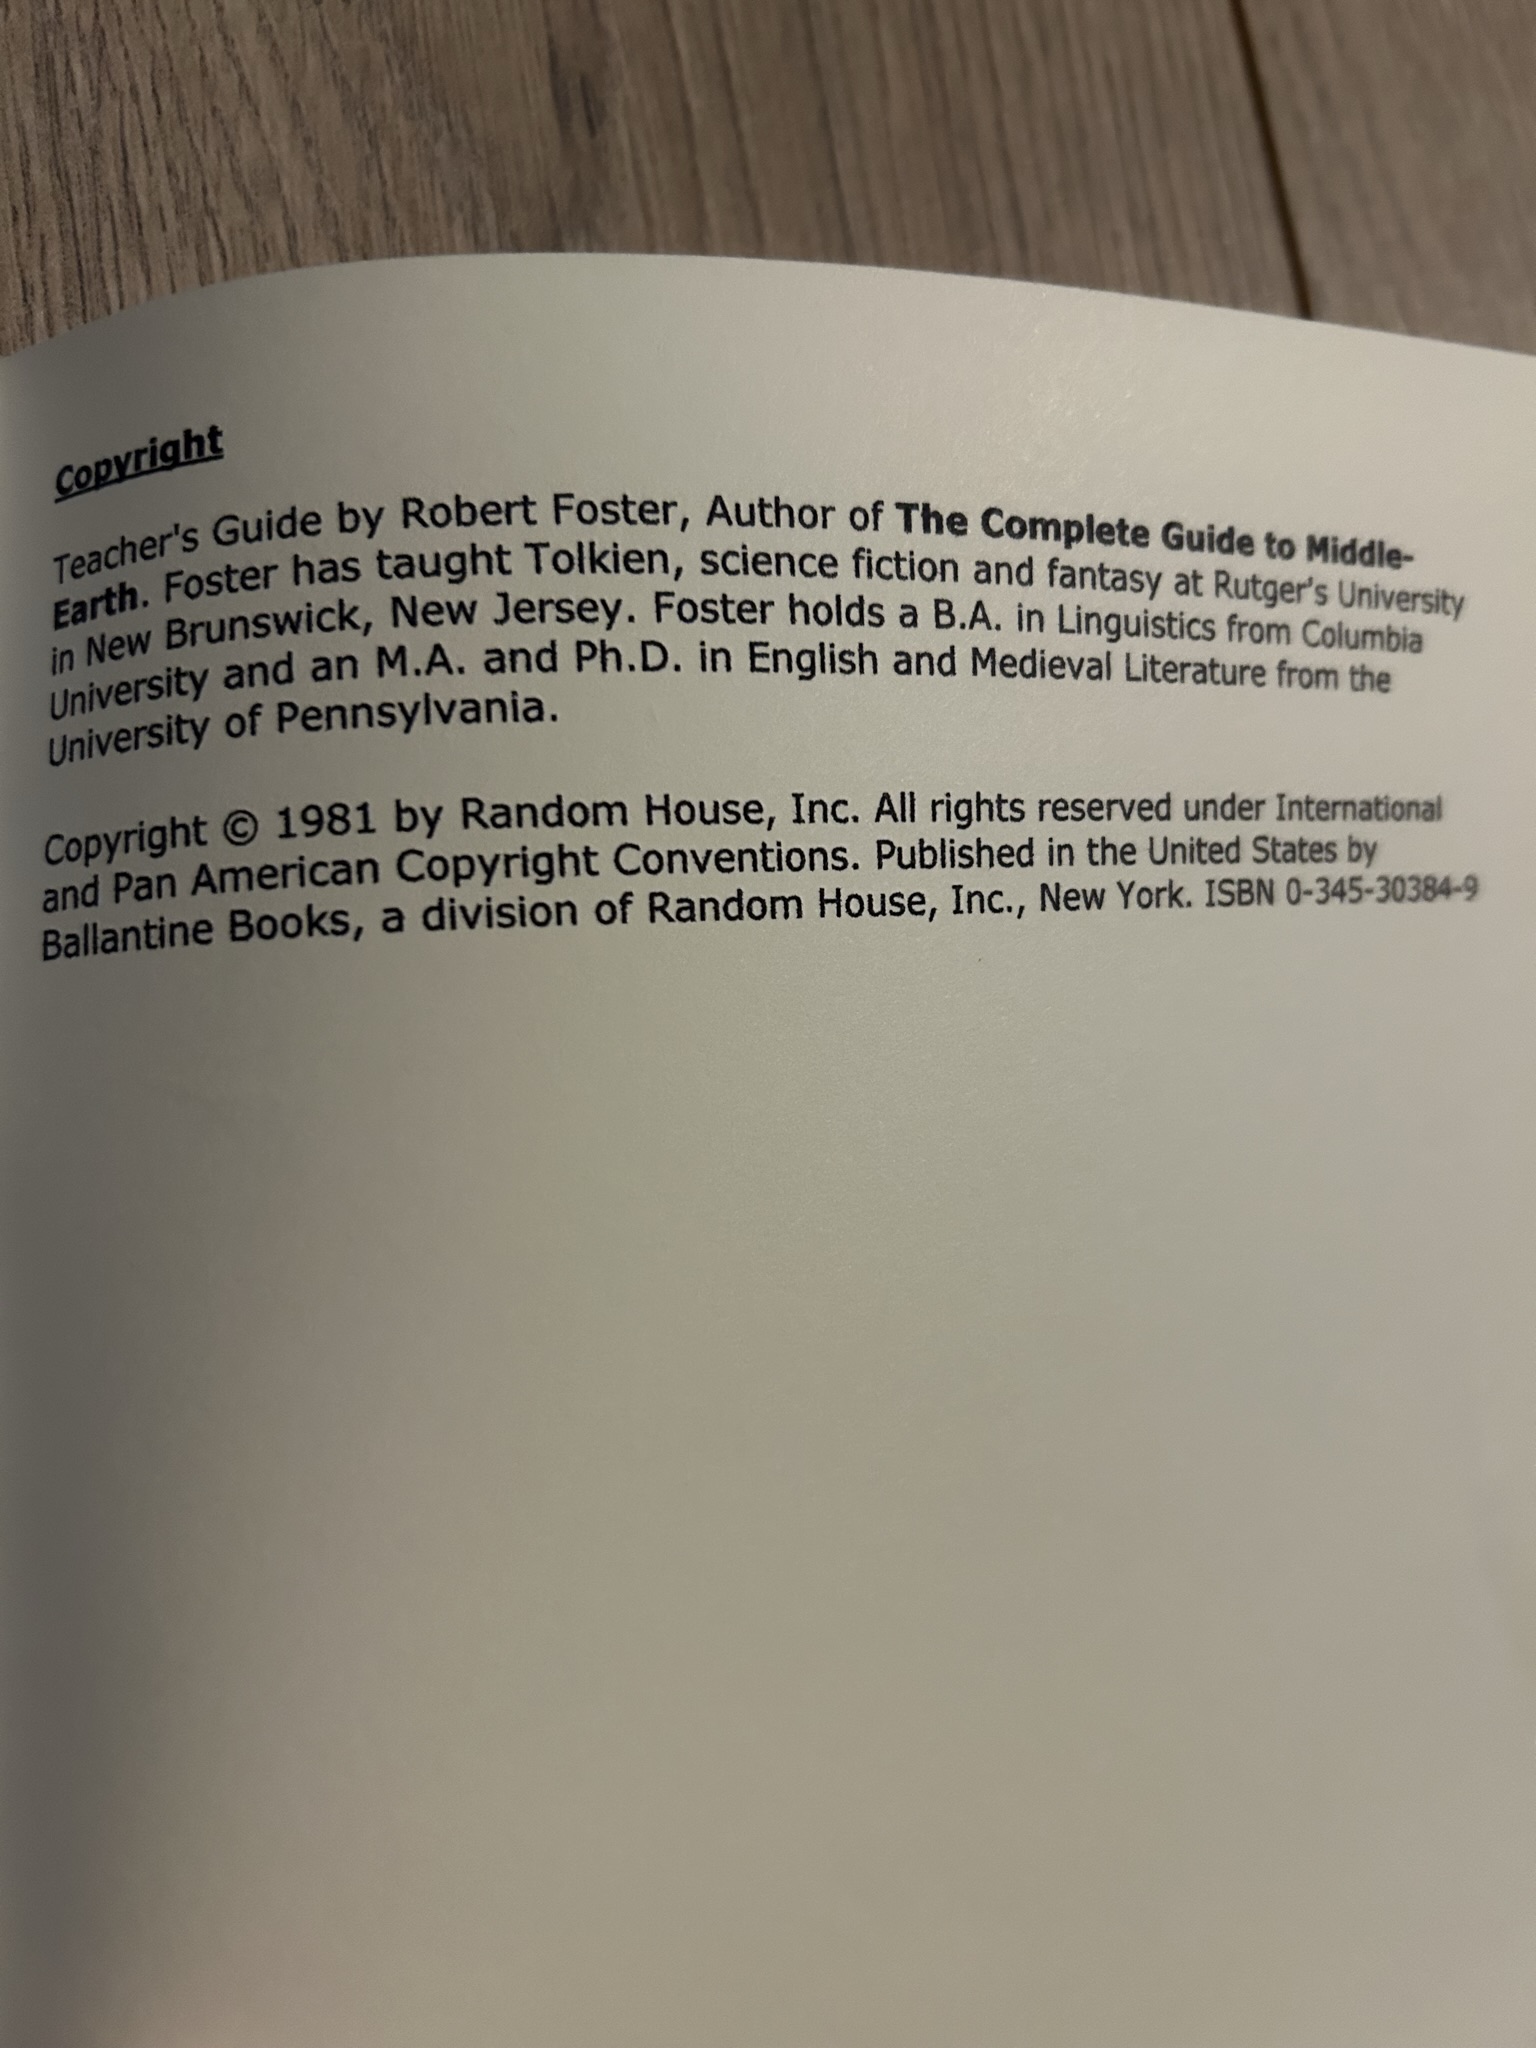 Copyright
Teacher's Guide by Robert Foster, Author of The Complete Guide to Middle-
Earth. Foster has taught Tolkien, science fiction and fantasy at Rutger's University
in New Brunswick, New Jersey. Foster holds a B.A. in Linguistics from Columbia
University and an M.A. and Ph.D. in English and Medieval Literature from the
University of Pennsylvania.
Copyright © 1981 by Random House, Inc. All rights reserved under International
and Pan American Copyright Conventions. Published in the United States by
Ballantine Books, a division of Random House, Inc., New York. ISBN 0-345-30384-9